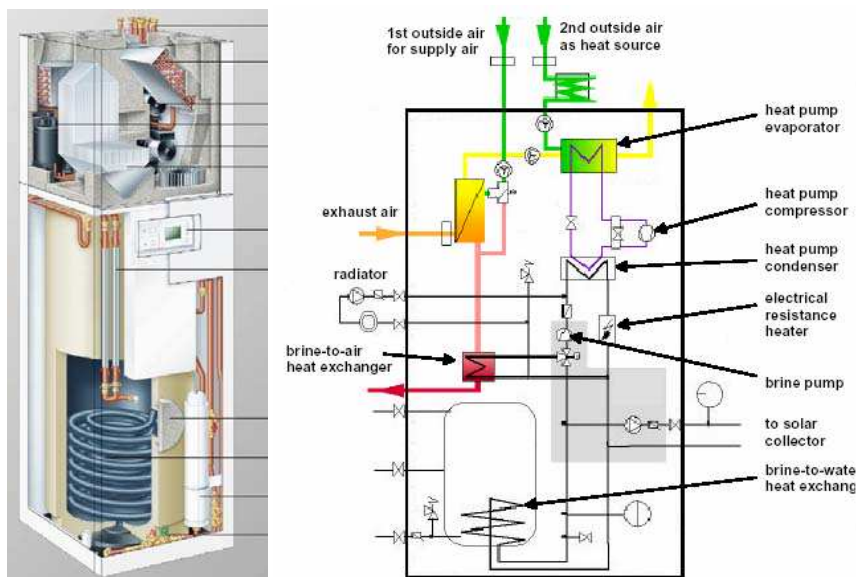 1st outside air
for supply air
2nd outside air
as heat source
heat pump
evaporator
exhaust air
heat pump
compressor
heat pump
condenser
radiator
electrical
resistance
heater
brine-to-air
heat exchanger
brine pump
to solar
collector
brine-to-wate
heat exchang